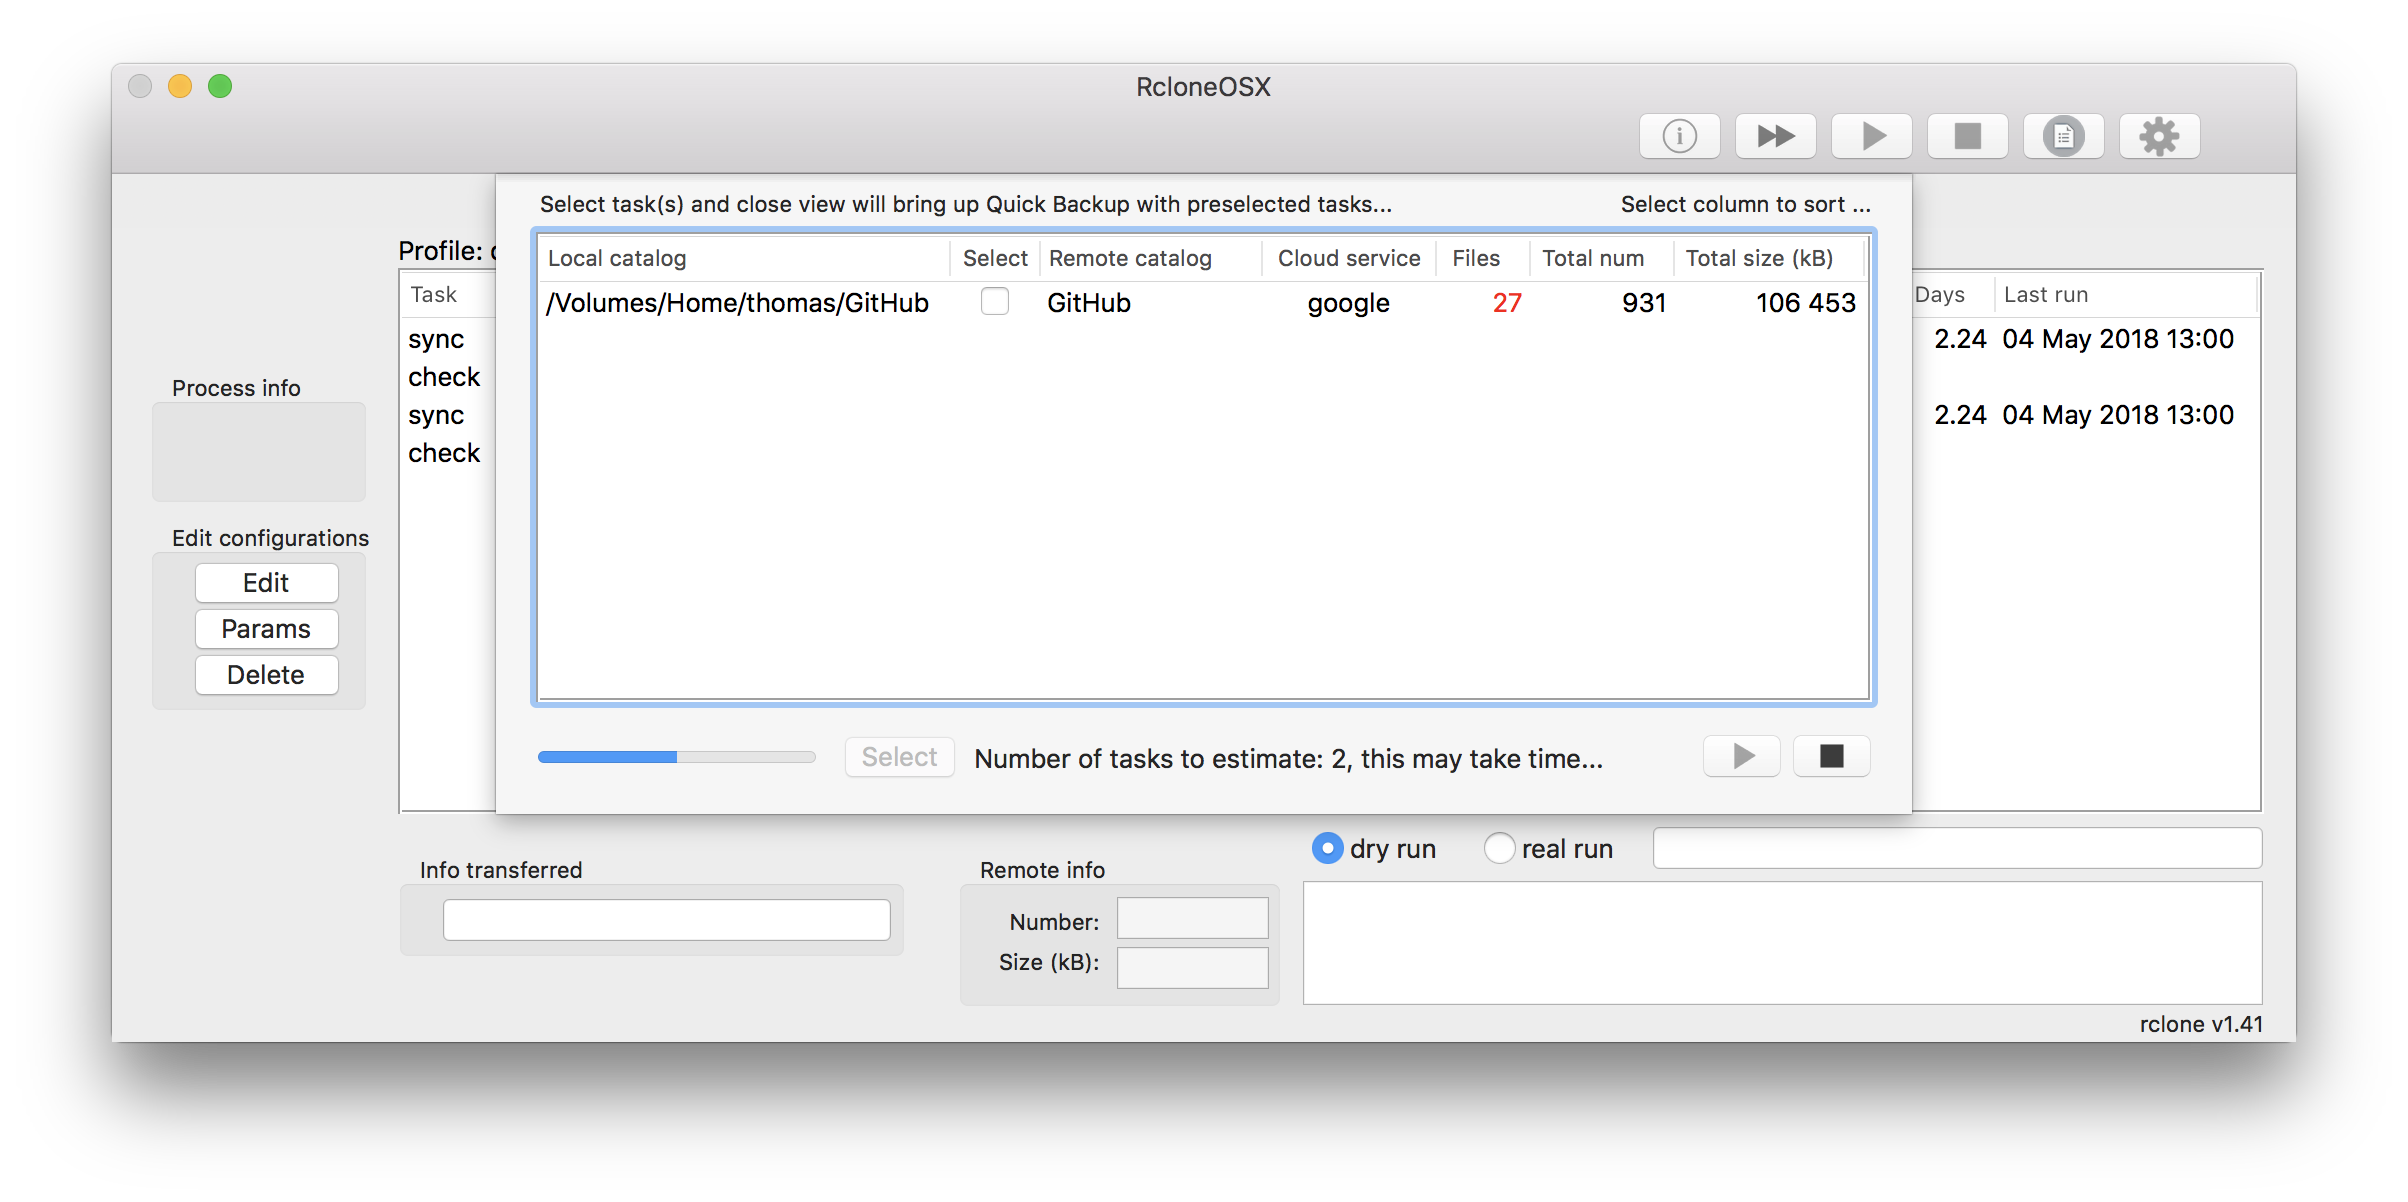 RcloneOSX
Select task(s) and close view will bring up Quick Backup with preselected tasks... Select column to sort ...
Profile:
Local catalog Select Remote catalog Cloud service Files Total num Total size (kB)
/Volumes/Home/thomas/GitHub GitHub google 27 931 106 453
Task Days Last run
sync 2.24 04 May 2018 13:00
check
sync 2.24 04 May 2018 13:00
check
Process info
Edit configurations
Edit
Params
Delete
Select Number of tasks to estimate: 2, this may take time...
dry run real run
Info transferred
Remote info
Number:
Size (kB):
rclone v1.41